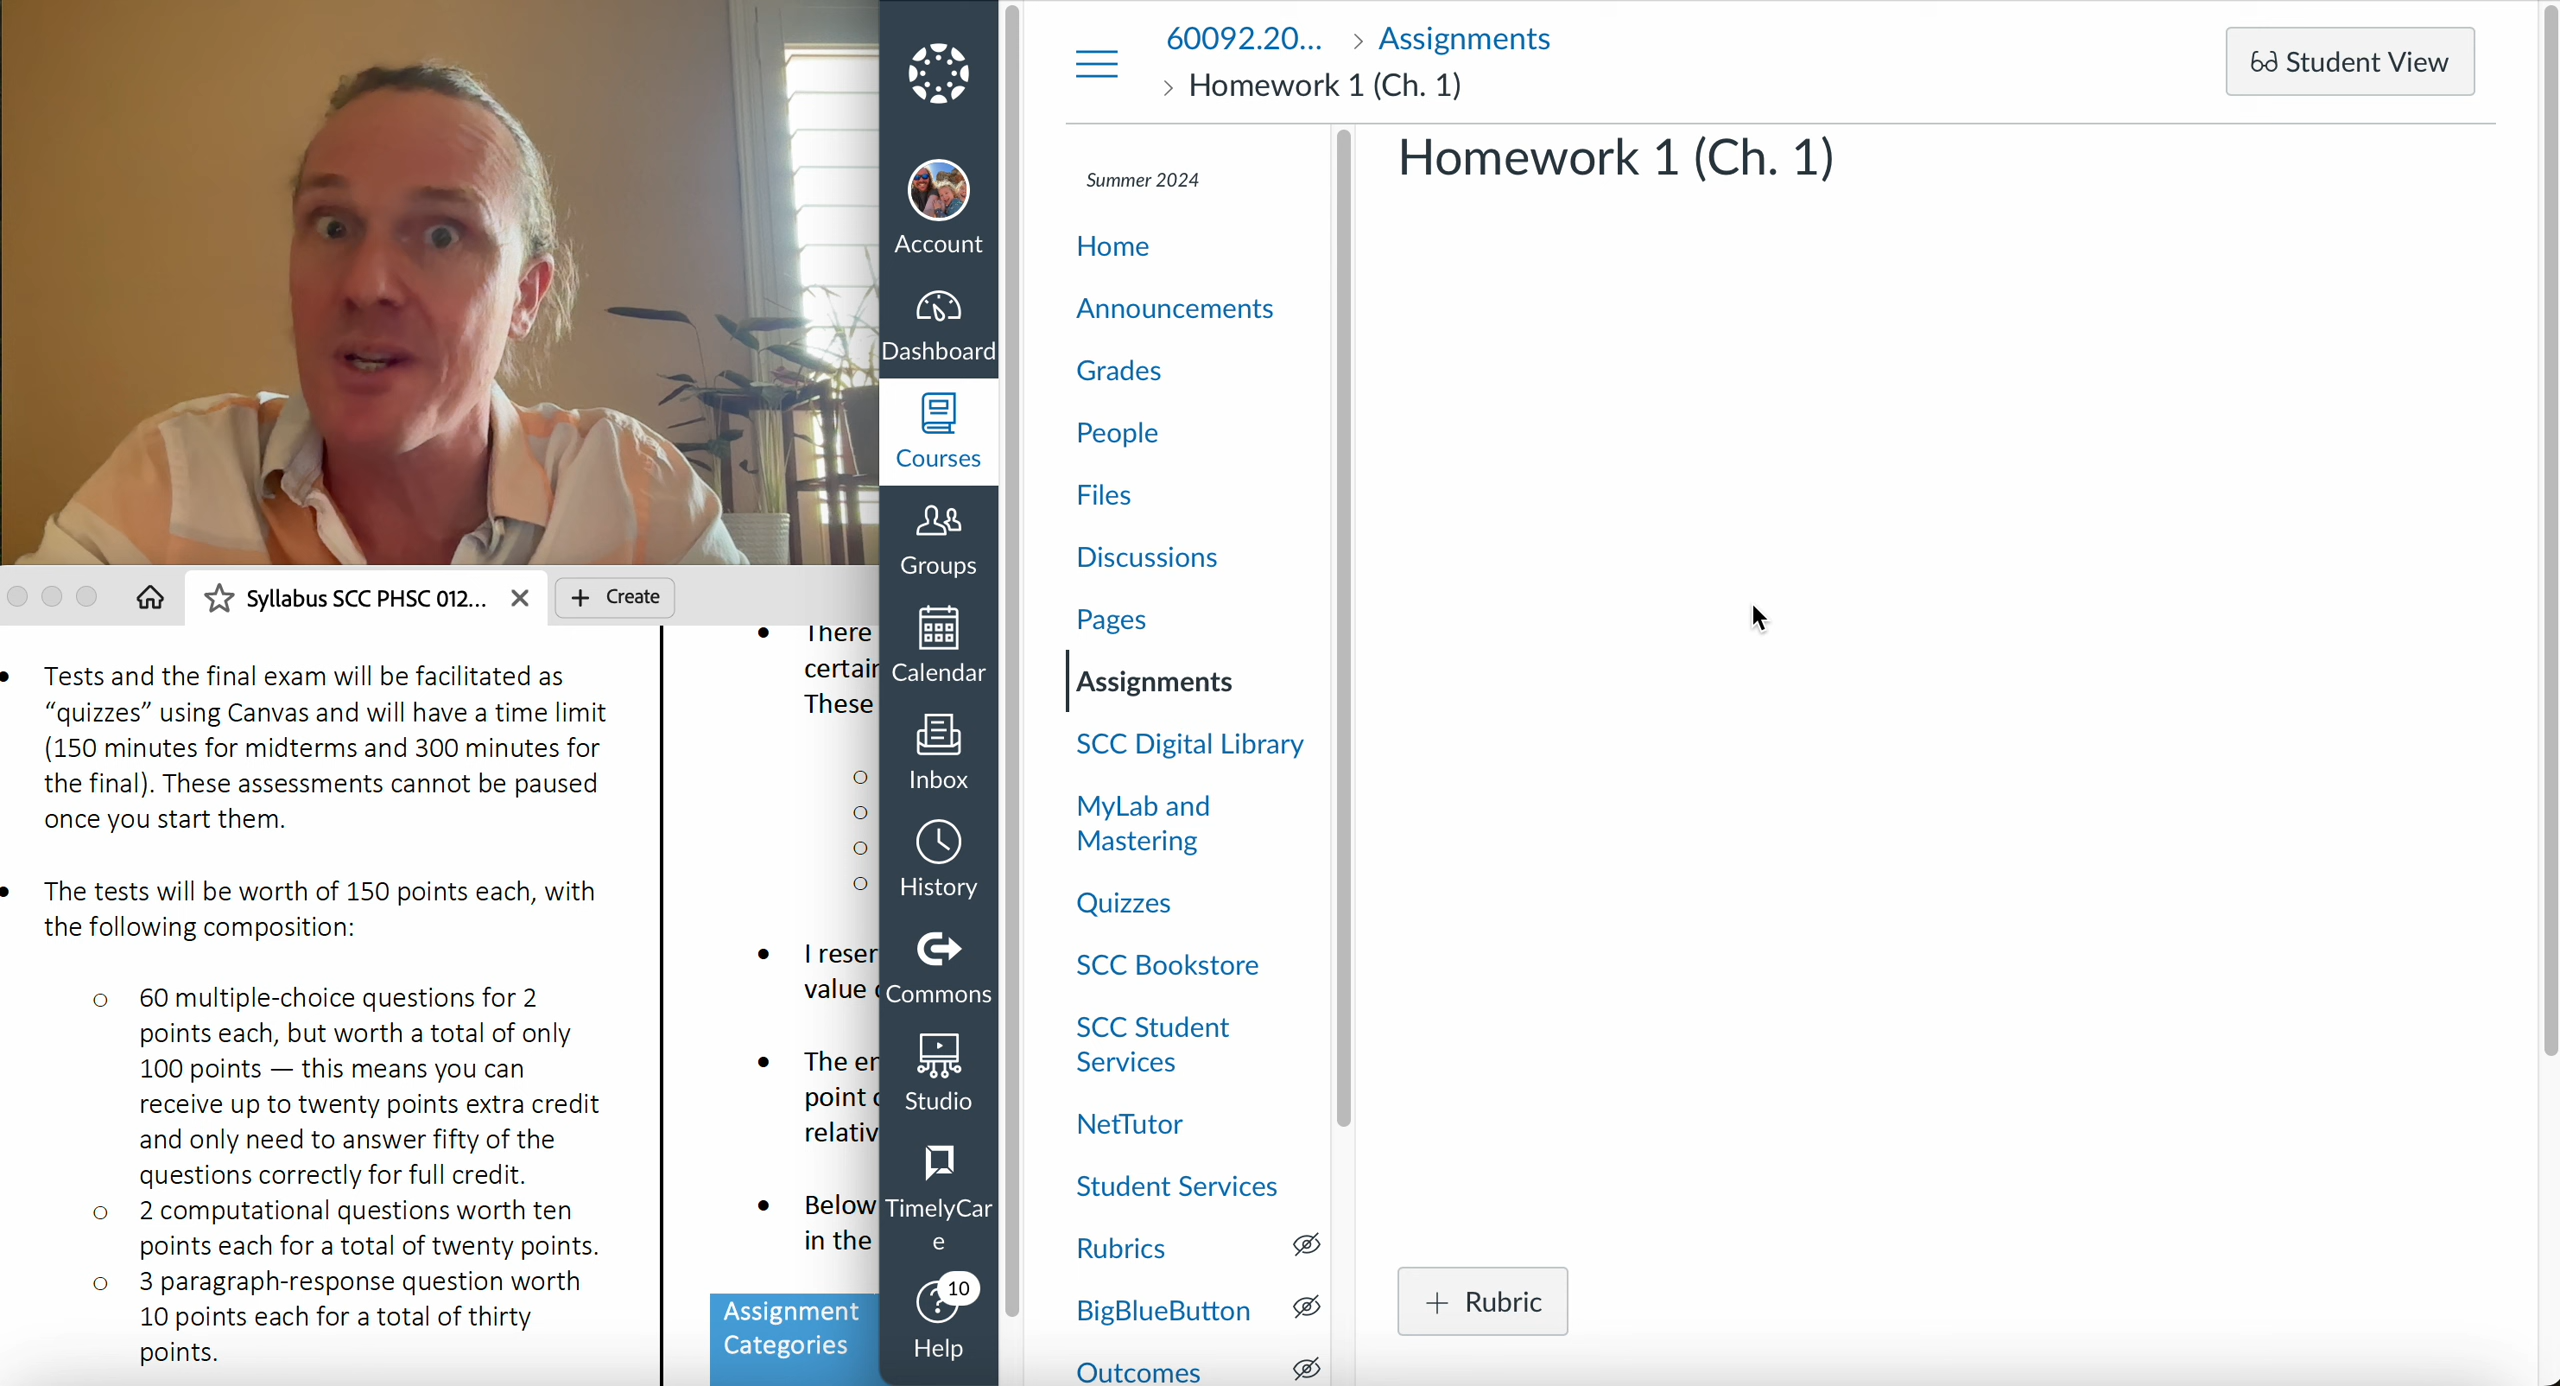 Syllabus SCC PHSC 012...
Create
Tests and the final exam will be facilitated as
“quizzes” using Canvas and will have a time limit
(150 minutes for midterms and 300 minutes for
the final). These assessments cannot be paused
once you start them.
The tests will be worth of 150 points each, with
the following composition:
60 multiple-choice questions for 2
points each, but worth a total of only
100 points — this means you can
receive up to twenty points extra credit
and only need to answer fifty of the
questions correctly for full credit.
2 computational questions worth ten
points each for a total of twenty points.
3 paragraph-response question worth
10 points each for a total of thirty
points.
There
certain
These
I reser
value
The en
point
relativ
Below
in the
Assignment
Categories
Account
Dashboard
Courses
Groups
Calendar
Inbox
History
Commons
Studio
TimelyCar
e
10
Help
60092.20... > Assignments
> Homework 1 (Ch. 1)
Student View
Summer 2024
Home
Announcements
Grades
People
Files
Discussions
Pages
Assignments
SCC Digital Library
MyLab and
Mastering
Quizzes
SCC Bookstore
SCC Student
Services
NetTutor
Student Services
Rubrics
BigBlueButton
Outcomes
Homework 1 (Ch. 1)
+ Rubric